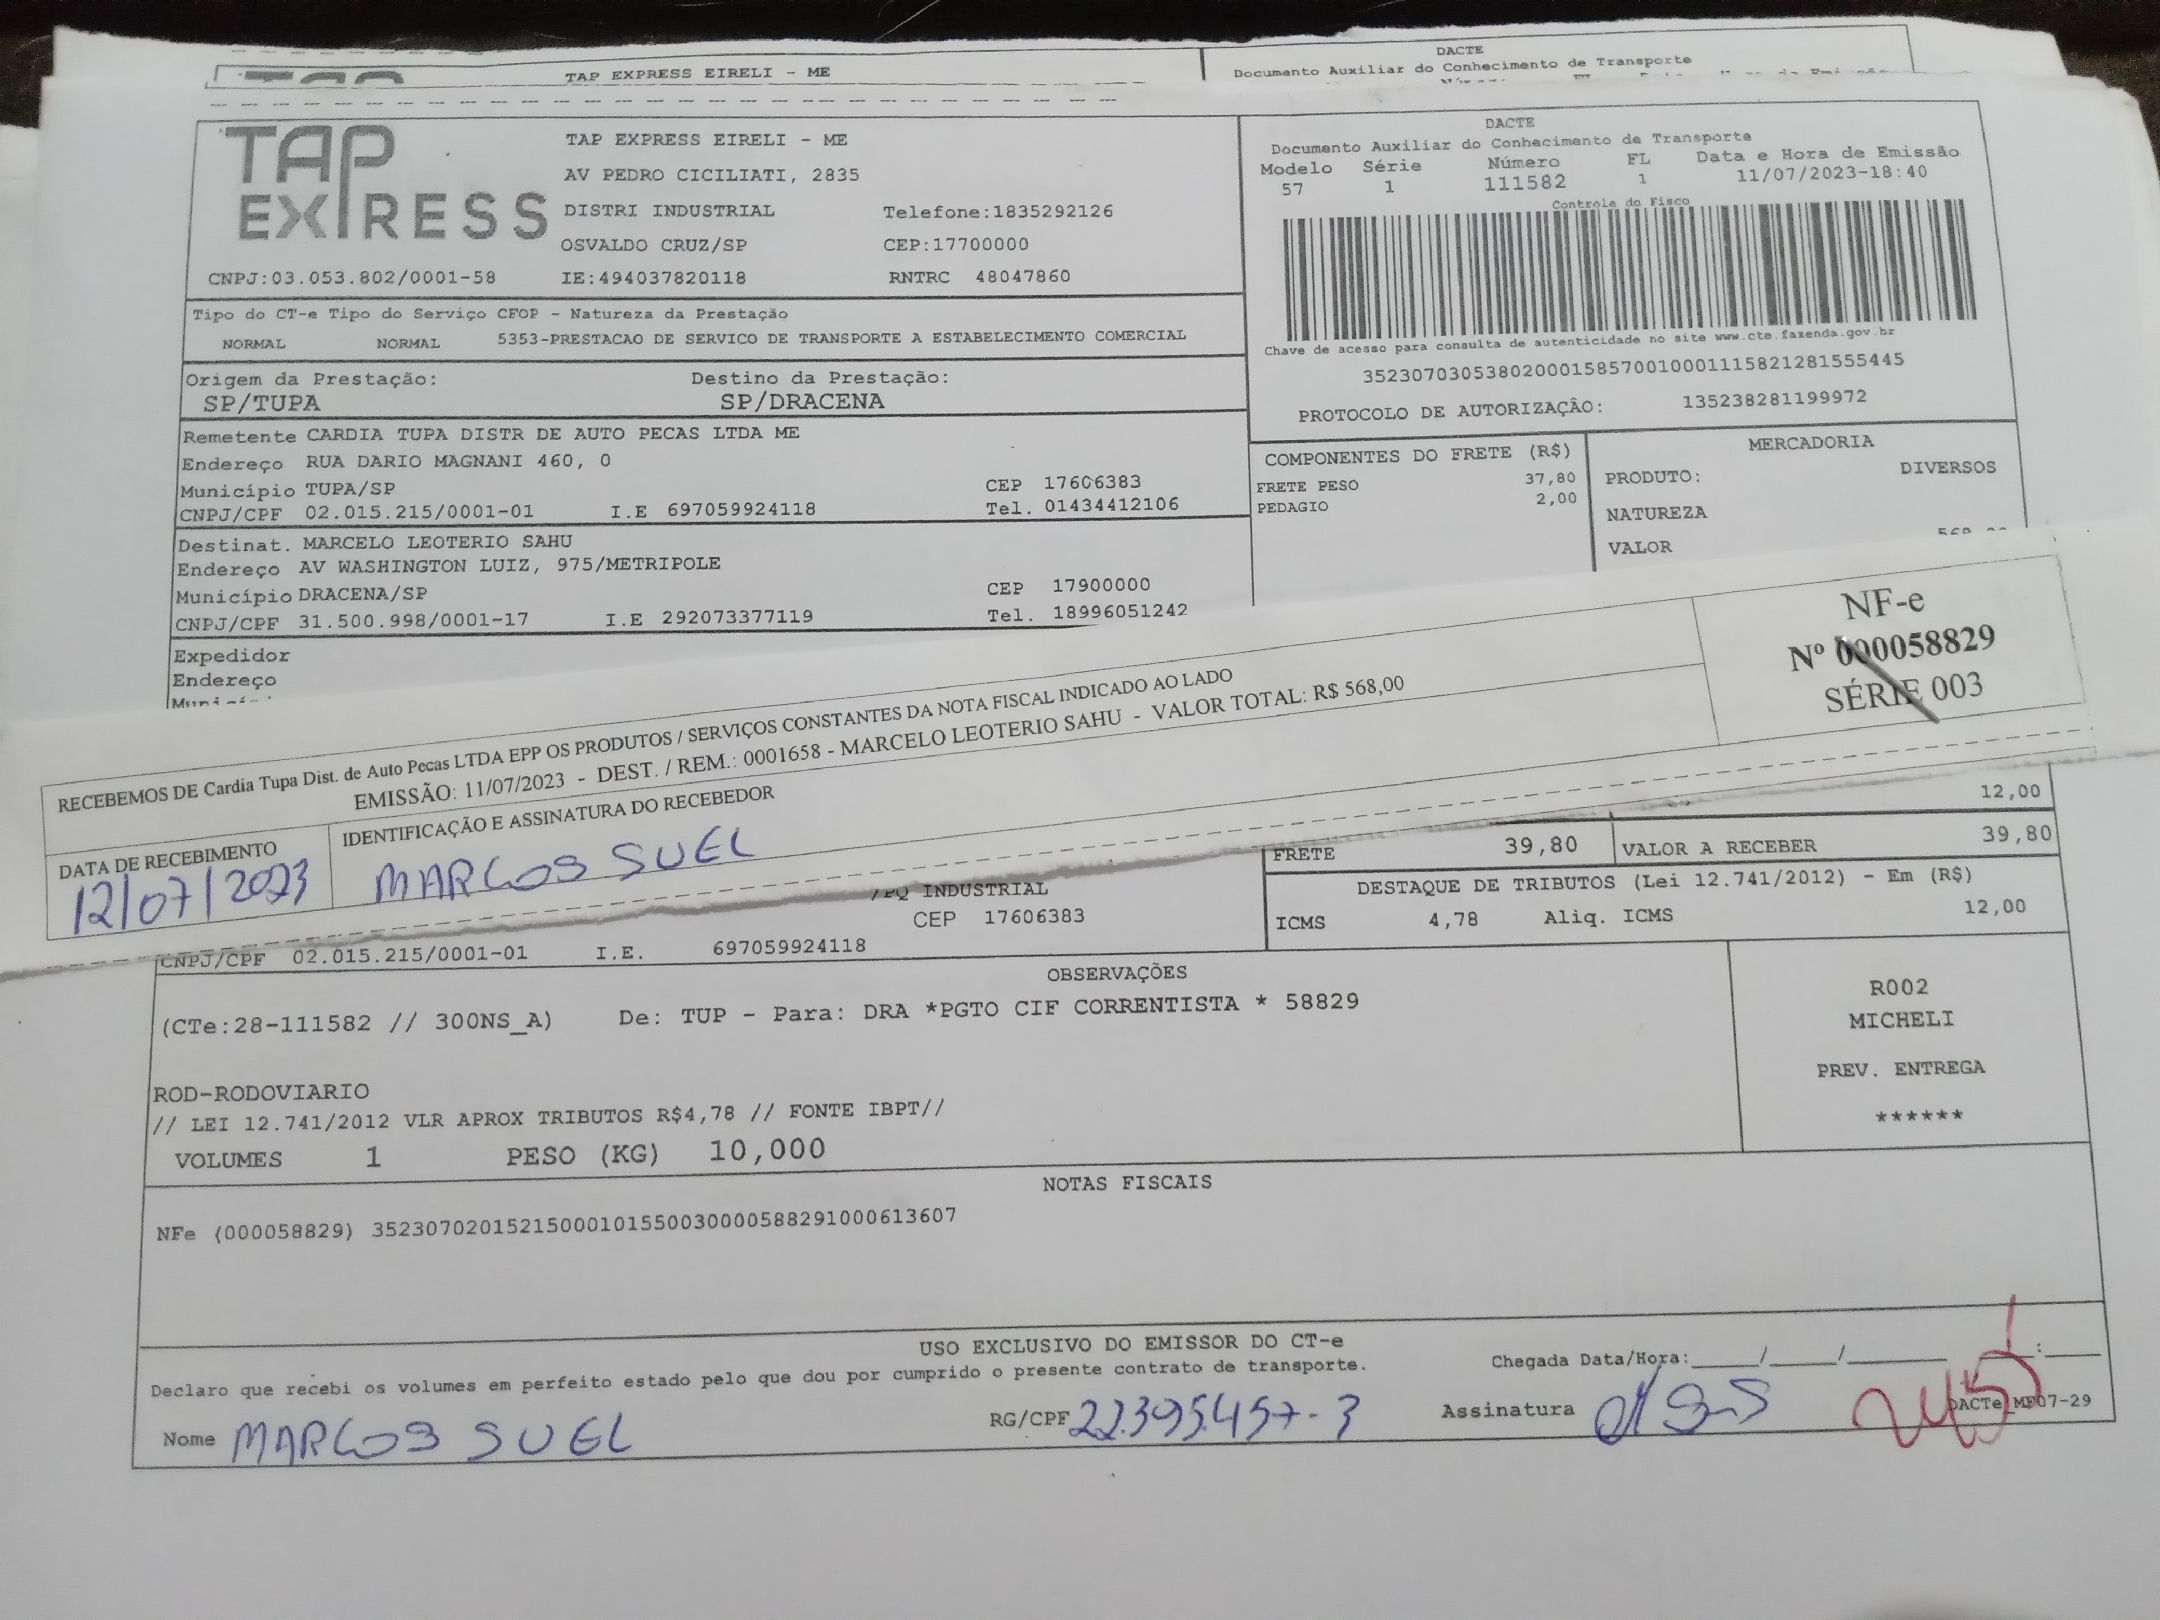 TAP EXPRESS EIRELI - ME
DACTE
Documento Auxiliar do Conhecimento de Transporte
TAP EXPRESS
TAP EXPRESS EIRELI - ME
AV PEDRO CICILIATI, 2835
DISTRI INDUSTRIAL Telefone:1835292126
OSVALDO CRUZ/SP CEP:17700000
CNPJ:03.053.802/0001-58 IE:494037820118 RNTRC 48047860
DACTE
Documento Auxiliar do Conhecimento de Transporte
Modelo Série Número FL Data e Hora de Emissão
57 1 111582 1 11/07/2023-18:40
Controle do Fisco
Chave de acesso para consulta de autenticidade no site www.cte.fazenda.gov.br
35230703053802000158570010001115821281555445
PROTOCOLO DE AUTORIZAÇÃO: 135238281199972
Tipo do CT-e Tipo do Serviço CFOP - Natureza da Prestação
NORMAL NORMAL 5353-PRESTACAO DE SERVICO DE TRANSPORTE A ESTABELECIMENTO COMERCIAL
Origem da Prestação: Destino da Prestação:
SP/TUPA SP/DRACENA
Remetente CARDIA TUPA DISTR DE AUTO PECAS LTDA ME
Endereço RUA DARIO MAGNANI 460, 0
Município TUPA/SP CEP 17606383
CNPJ/CPF 02.015.215/0001-01 I.E 697059924118 Tel. 01434412106
Destinat. MARCELO LEOTERIO SAHU
Endereço AV WASHINGTON LUIZ, 975/METRIPOLE
Município DRACENA/SP CEP 17900000
CNPJ/CPF 31.500.998/0001-17 I.E 292073377119 Tel. 18996051242
Expedidor
Endereço
COMPONENTES DO FRETE (R$)
FRETE PESO 37,80
PEDAGIO 2,00
MERCADORIA
PRODUTO: DIVERSOS
NATUREZA
VALOR
RECEBEMOS DE Cardia Tupa Dist. de Auto Pecas LTDA EPP OS PRODUTOS / SERVIÇOS CONSTANTES DA NOTA FISCAL INDICADO AO LADO
EMISSÃO: 11/07/2023 - DEST. / REM.: 0001658 - MARCELO LEOTERIO SAHU - VALOR TOTAL: R$ 568,00
DATA DE RECEBIMENTO
12/07/2023
IDENTIFICAÇÃO E ASSINATURA DO RECEBEDOR
MARCOS SUEL
NF-e
Nº 000058829
SÉRIE 003
12,00
FRETE 39,80 VALOR A RECEBER 39,80
DESTAQUE DE TRIBUTOS (Lei 12.741/2012) - Em (R$)
ICMS 4,78 Aliq. ICMS 12,00
INDUSTRIAL
CEP 17606383
CNPJ/CPF 02.015.215/0001-01 I.E. 697059924118
OBSERVAÇÕES
(CTe:28-111582 // 300NS_A) De: TUP - Para: DRA *PGTO CIF CORRENTISTA * 58829
R002
MICHELI
PREV. ENTREGA
******
ROD-RODOVIARIO
// LEI 12.741/2012 VLR APROX TRIBUTOS R$4,78 // FONTE IBPT//
VOLUMES 1 PESO (KG) 10,000
NOTAS FISCAIS
NFe (000058829) 35230702015215000101550030000588291000613607
USO EXCLUSIVO DO EMISSOR DO CT-e
Declaro que recebi os volumes em perfeito estado pelo que dou por cumprido o presente contrato de transporte.
Chegada Data/Hora:_____/_____/________ ____:____
Nome MARCOS SUEL RG/CPF 22.395.457-3 Assinatura
DACTe_ME07-29